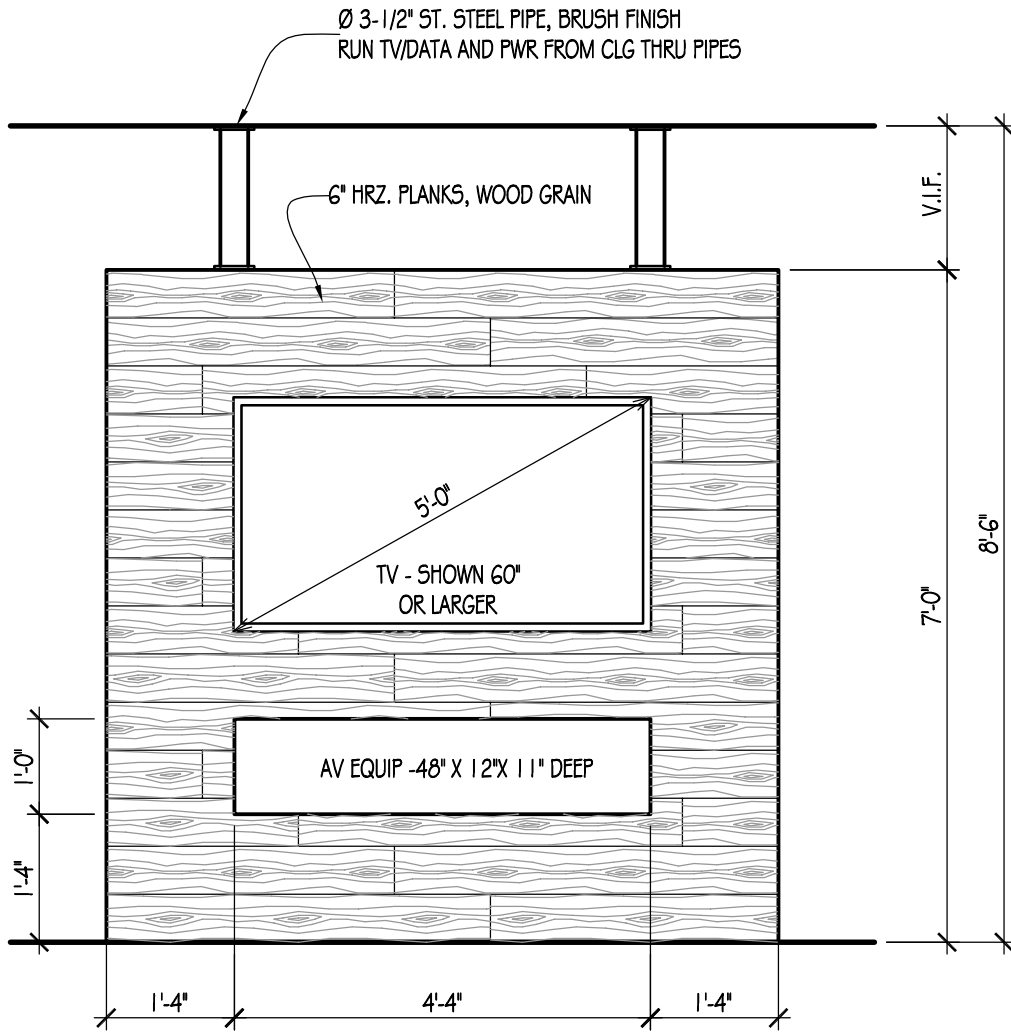 Ø 3-1/2" ST. STEEL PIPE, BRUSH FINISH
RUN TV/DATA AND PWR FROM CLG THRU PIPES
6" HRZ. PLANKS, WOOD GRAIN
V.I.F.
8'-6"
5'-0"
TV - SHOWN 60"
OR LARGER
7'-0"
1'-0"
AV EQUIP -48" X 12"X 11" DEEP
1'-4"
1'-4"
4'-4"
1'-4"